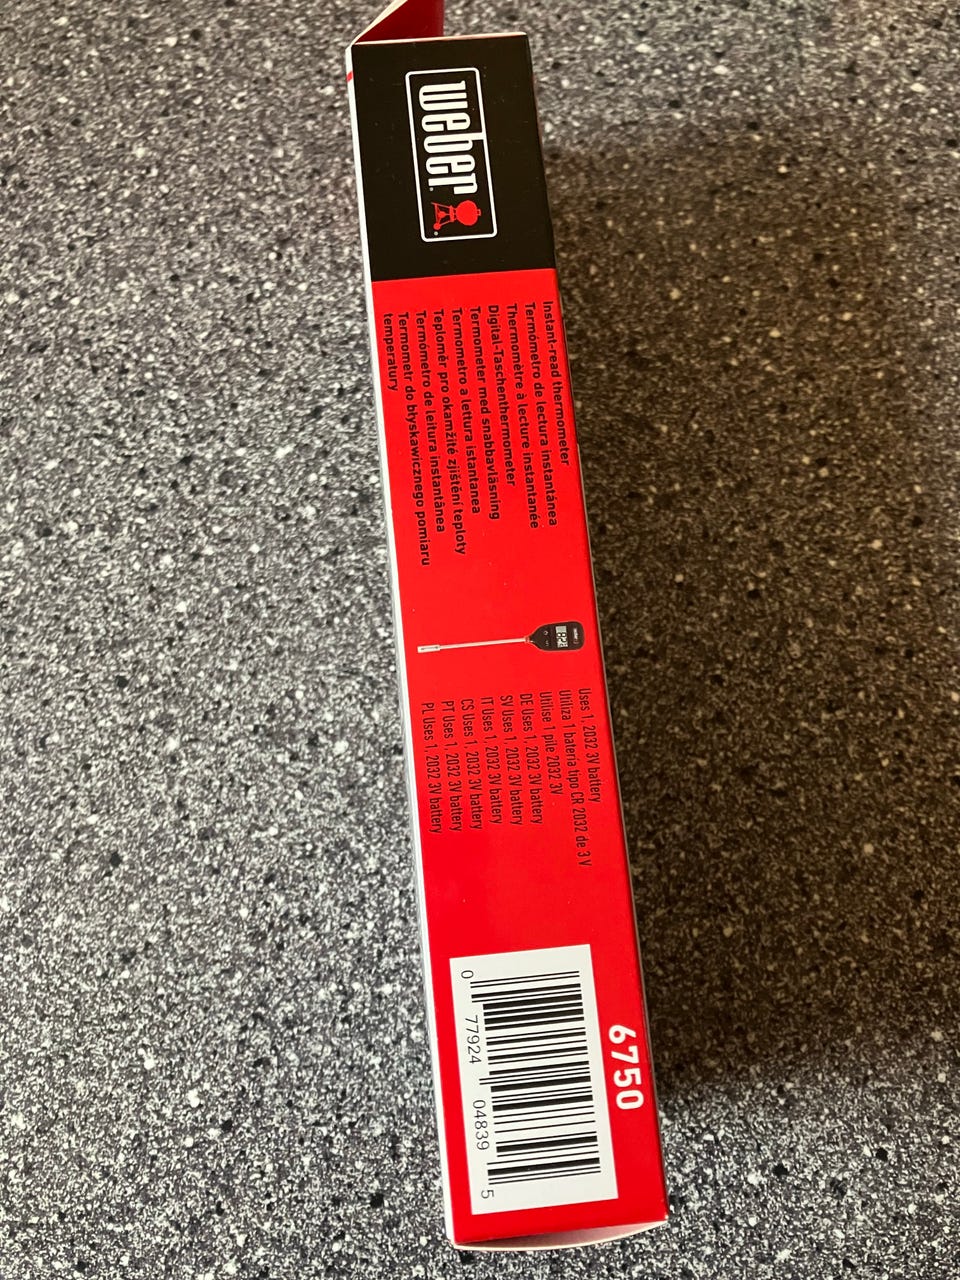 weber
Instant-read thermometer
Termómetro de lectura instantánea
Thermomètre à lecture instantanée
Digital-Taschenthermometer
Termometer med snabbavläsning
Termometro a lettura istantanea
Teploměr pro okamžité zjištění teploty
Termómetro de leitura instantânea
Termometr do błyskawicznego pomiaru
temperatury
Uses 1, 2032 3V battery
Utiliza 1 batería tipo CR 2032 de 3 V
Utilise 1 pile 2032 3V
DE Uses 1, 2032 3V battery
SV Uses 1, 2032 3V battery
IT Uses 1, 2032 3V battery
CS Uses 1, 2032 3V battery
PT Uses 1, 2032 3V battery
PL Uses 1, 2032 3V battery
6750
0 77924 04839 5